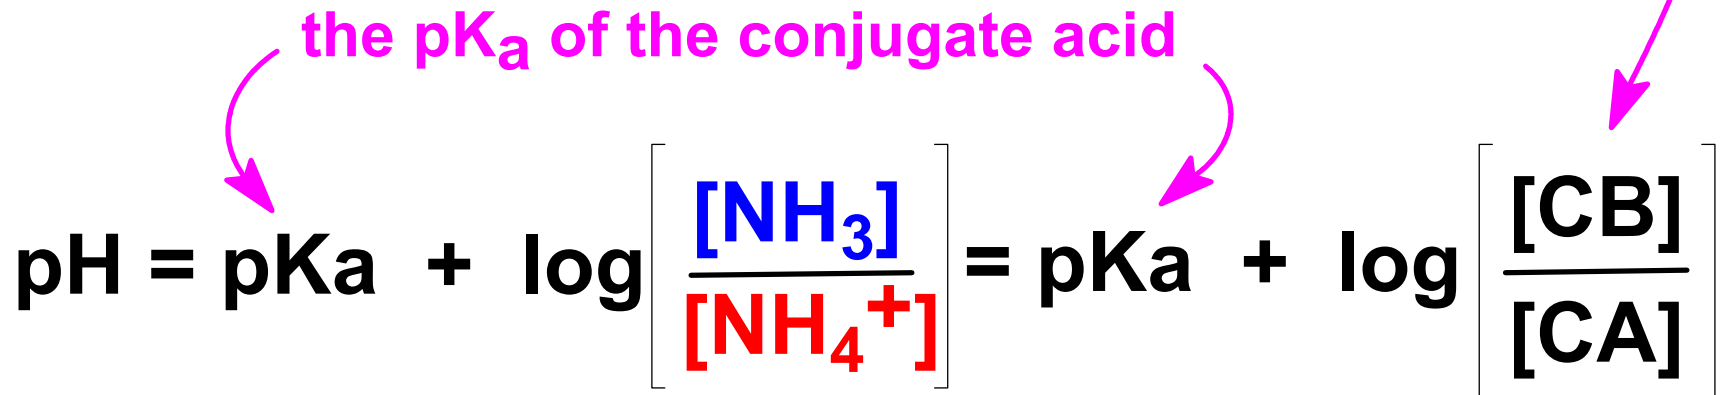 the pKa of the conjugate acid
pH = pKa + log[[NH3]/[NH4+]] = pKa + log[[CB]/[CA]]